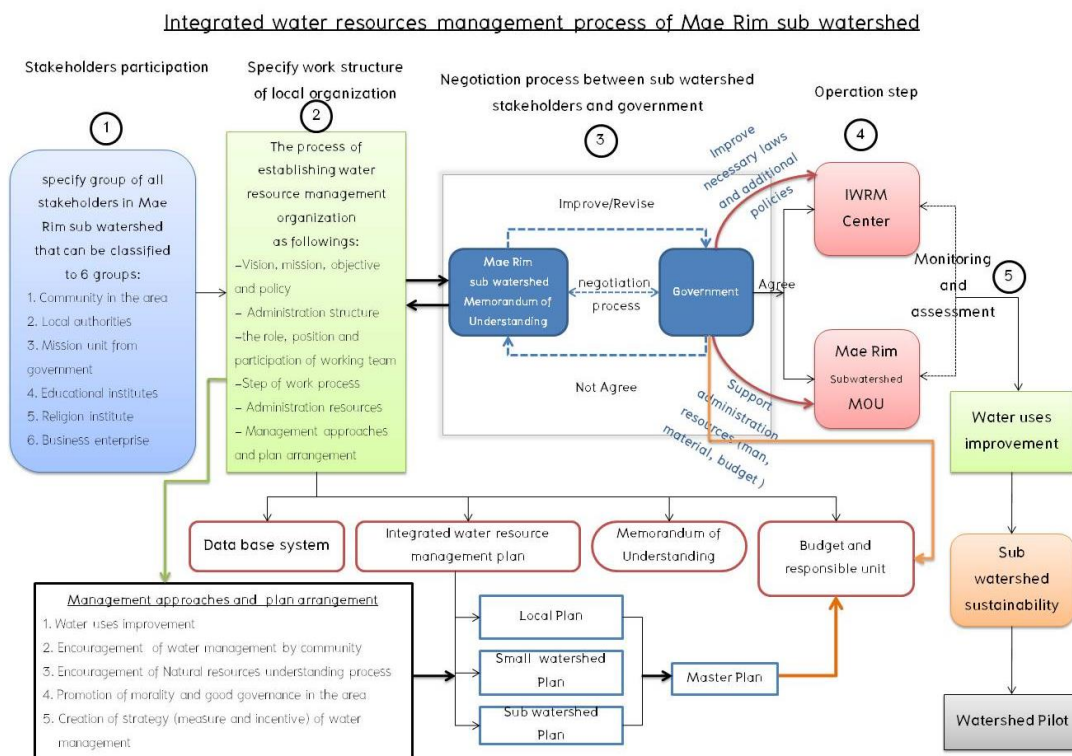 Integrated water resources management process of Mae Rim sub watershed
Stakeholders participation
1
specify group of all
stakeholders in Mae
Rim sub watershed
that can be classified
to 6 groups:
1. Community in the area
2. Local authorities
3. Mission unit from
government
4. Educational institutes
5. Religion institute
6. Business enterprise
Specify work structure
of local organization
2
The process of
establishing water
resource management
organization
as followings:
-Vision, mission, objective
and policy
- Administration structure
-the role, position and
participation of working team
-Step of work process
- Administration resources
- Management approaches
and plan arrangement
Negotiation process between sub watershed
stakeholders and government
3
Improve/Revise
Mae Rim
sub watershed
Memorandum of
Understanding
negotiation
process
Government
Agree
Not Agree
Improve
necessary laws
and additional
policies
Support
administration
resources (man,
material, budget )
Operation step
4
IWRM
Center
Mae Rim
Subwatershed
MOU
Monitoring
and
assessment
5
Water uses
improvement
Sub
watershed
sustainability
Watershed Pilot
Data base system
Integrated water resource
management plan
Memorandum of
Understanding
Budget and
responsible unit
Management approaches and plan arrangement
1. Water uses improvement
2. Encouragement of water management by community
3. Encouragement of Natural resources understanding process
4. Promotion of morality and good governance in the area
5. Creation of strategy (measure and incentive) of water
management
Local Plan
Small watershed
Plan
Sub watershed Plan
Master Plan